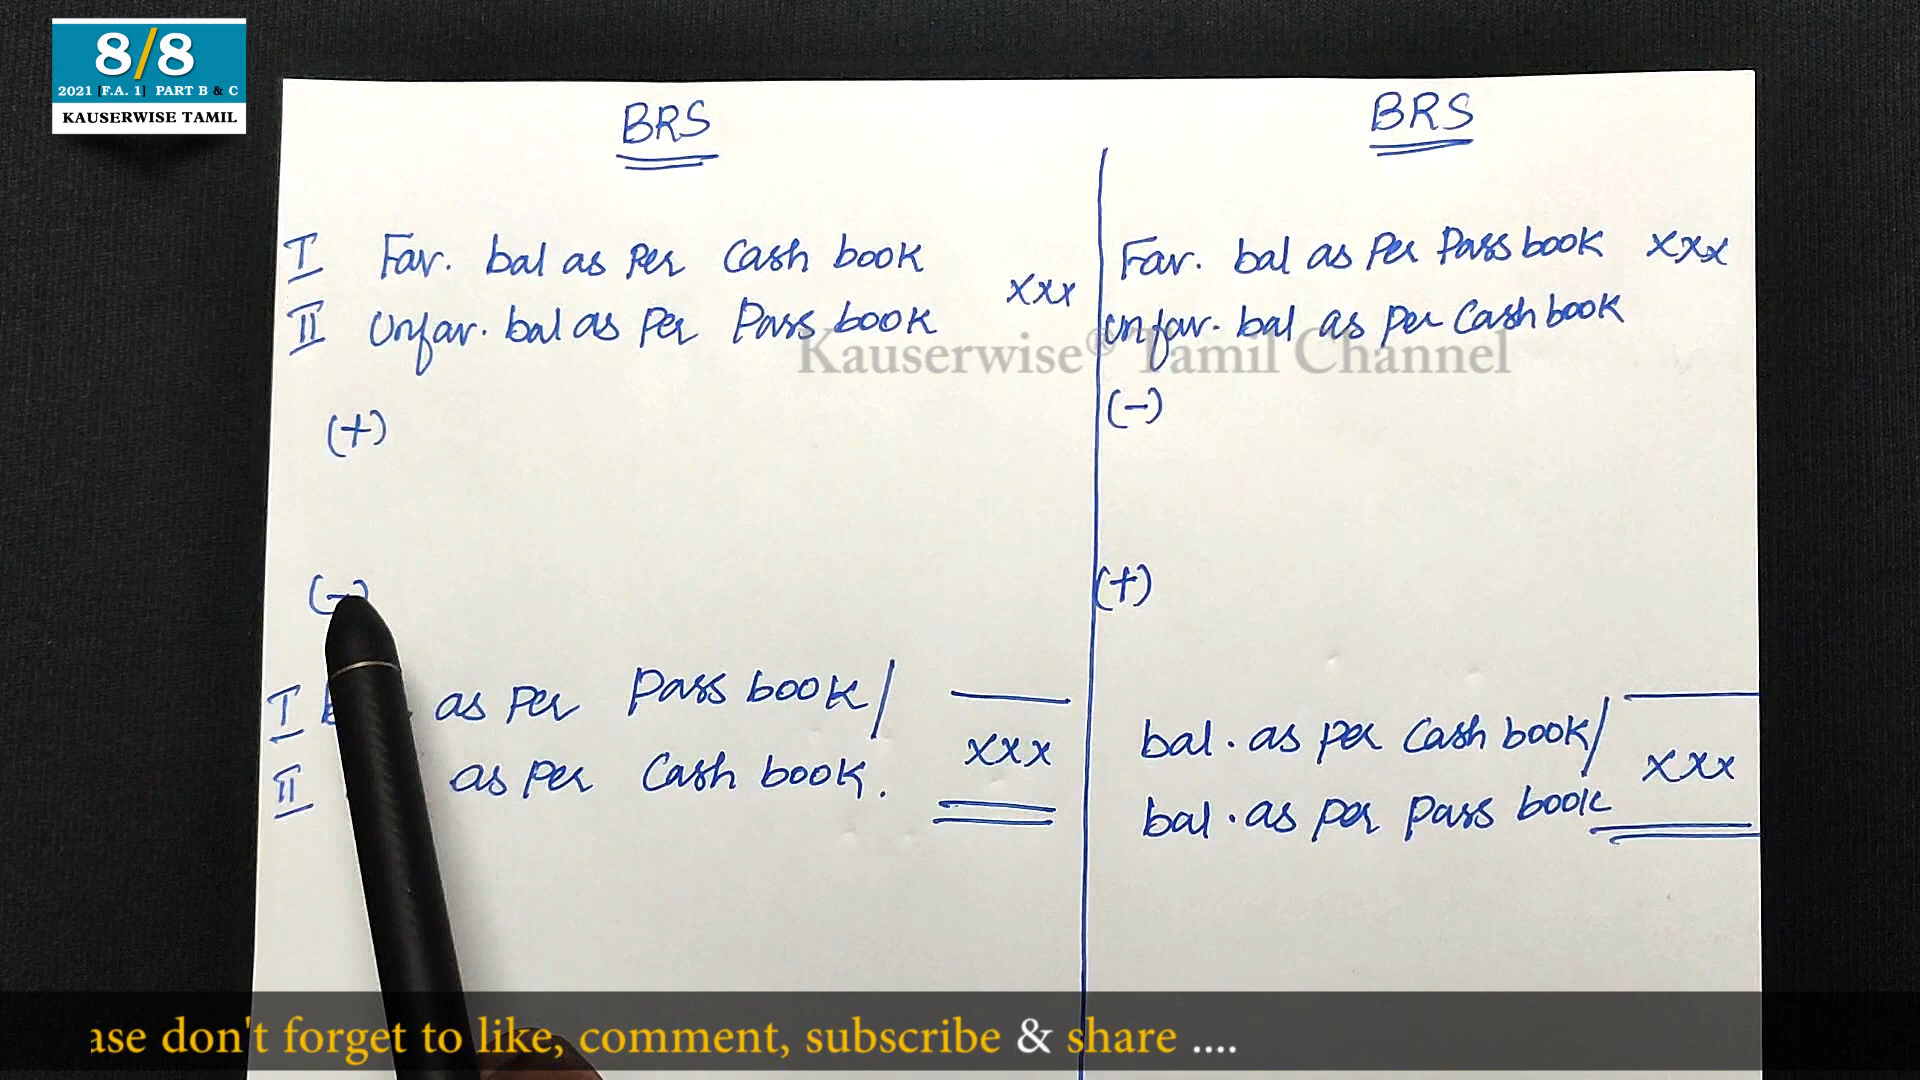 8/8
2021 [F.A. 1] PART B & C
KAUSERWISE TAMIL
BRS
I Fav. bal as Per Cash book
II Unfav. bal as Per Pass book
xxx
(+)
(-)
I as Per Pass book/
II as Per Cash book.
xxx
BRS
Fav. bal as Per Pass book xxx
Unfav. bal as per Cash book
(-)
(+)
bal. as per Cash book/
bal. as per pass book
xxx
Kauserwise® Tamil Channel
ase don't forget to like, comment, subscribe & share ....